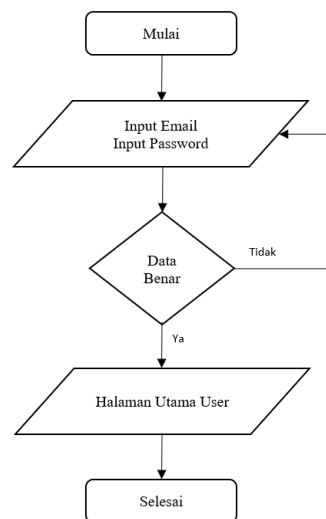 Mulai
Input Email
Input Password
Data
Benar
Tidak
Ya
Halaman Utama User
Selesai